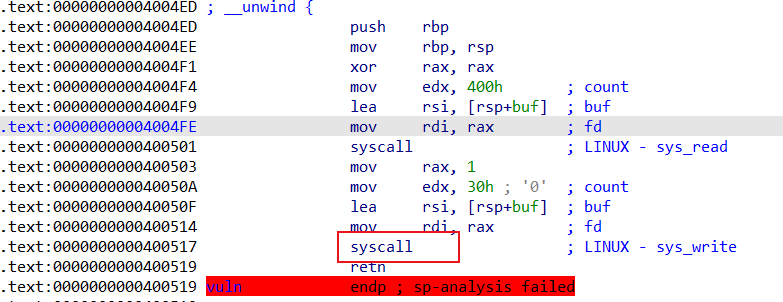 .text:00000000004004ED ; __unwind {
.text:00000000004004ED push rbp
.text:00000000004004EE mov rbp, rsp
.text:00000000004004F1 xor rax, rax
.text:00000000004004F4 mov edx, 400h ; count
.text:00000000004004F9 lea rsi, [rsp+buf] ; buf
.text:00000000004004FE mov rdi, rax ; fd
.text:0000000000400501 syscall ; LINUX - sys_read
.text:0000000000400503 mov rax, 1
.text:000000000040050A mov edx, 30h ; '0' ; count
.text:000000000040050F lea rsi, [rsp+buf] ; buf
.text:0000000000400514 mov rdi, rax ; fd
.text:0000000000400517 syscall ; LINUX - sys_write
.text:0000000000400519 retn
.text:0000000000400519 vuln endp ; sp-analysis failed